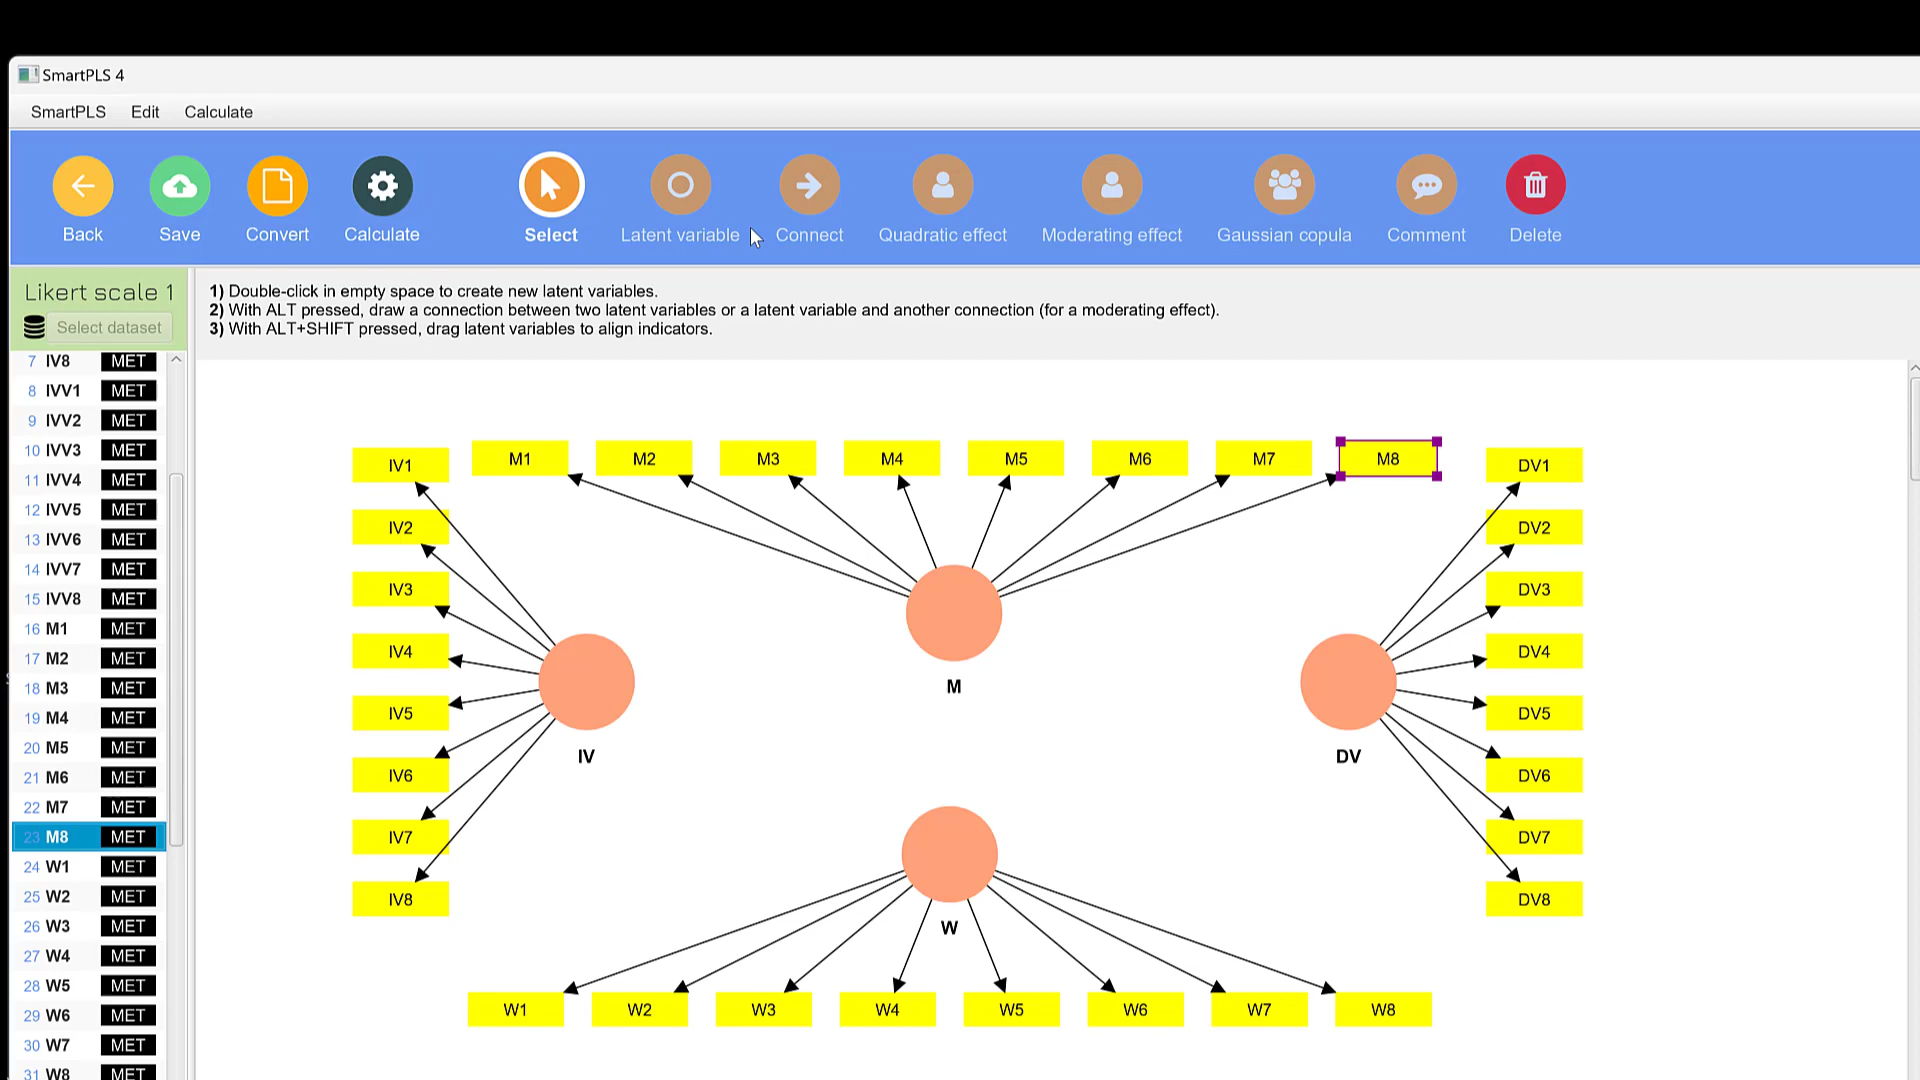 SmartPLS 4
SmartPLS Edit Calculate
Back Save Convert Calculate Select Latent variable Connect Quadratic effect Moderating effect Gaussian copula Comment Delete
Likert scale 1
Select dataset
1) Double-click in empty space to create new latent variables.
2) With ALT pressed, draw a connection between two latent variables or a latent variable and another connection (for a moderating effect).
3) With ALT+SHIFT pressed, drag latent variables to align indicators.
7 IV8 MET
8 IVV1 MET
9 IVV2 MET
10 IVV3 MET
11 IVV4 MET
12 IVV5 MET
13 IVV6 MET
14 IVV7 MET
15 IVV8 MET
16 M1 MET
17 M2 MET
18 M3 MET
19 M4 MET
20 M5 MET
21 M6 MET
22 M7 MET
23 M8 MET
24 W1 MET
25 W2 MET
26 W3 MET
27 W4 MET
28 W5 MET
29 W6 MET
30 W7 MET
31 W8 MET
M1 M2 M3 M4 M5 M6 M7 M8
IV1
IV2
IV3
IV4
IV5
IV6
IV7
IV8
IV
M
DV
DV1
DV2
DV3
DV4
DV5
DV6
DV7
DV8
W
W1 W2 W3 W4 W5 W6 W7 W8